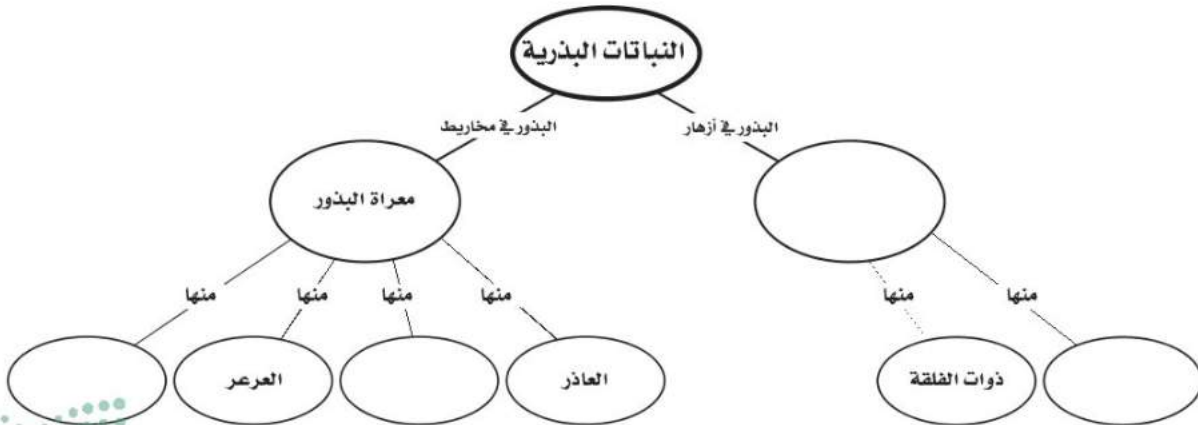 النباتات البذرية
البذور في أزهار
البذور في مخاريط
معراة البذور
منها
منها
منها
منها
منها
منها
ذوات الفلقة
العاذر
العرعر